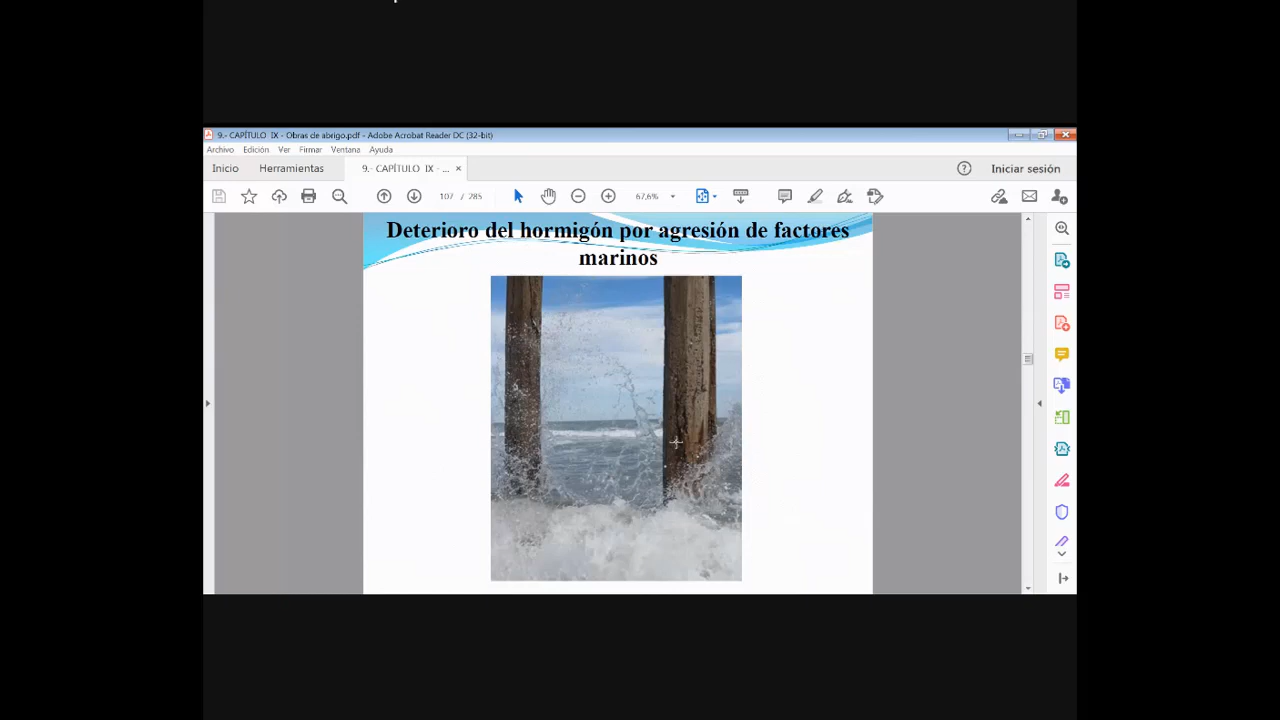 9.- CAPÍTULO IX - Obras de abrigo.pdf - Adobe Acrobat Reader DC (32-bit)
Archivo Edición Ver Firmar Ventana Ayuda
Inicio Herramientas 9.- CAPÍTULO IX - ... × Iniciar sesión
107 / 285 67,6%
Deterioro del hormigón por agresión de factores
marinos